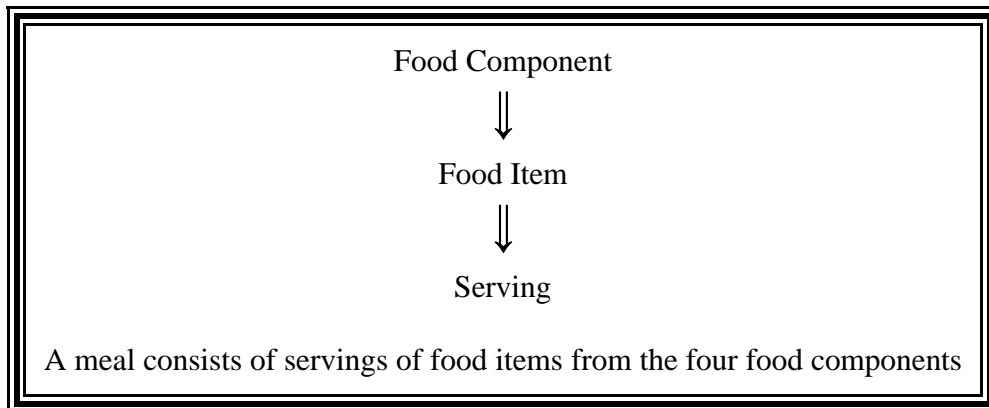 Food Component
⇓
Food Item
⇓
Serving
A meal consists of servings of food items from the four food components